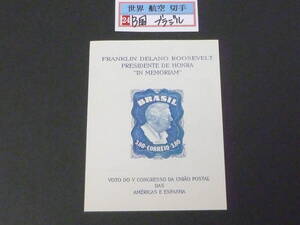 世界 航空 切手
24 B国 ブラジル
FRANKLIN DELANO ROOSEVELT
PRESIDENTE DE HONRA
"IN MEMORIAM"
BRASIL
3,80-CORREIO-3,80
VOTO DO V CONGRESSO DA UNIÃO POSTAL
DAS
AMÉRICAS E ESPANHA